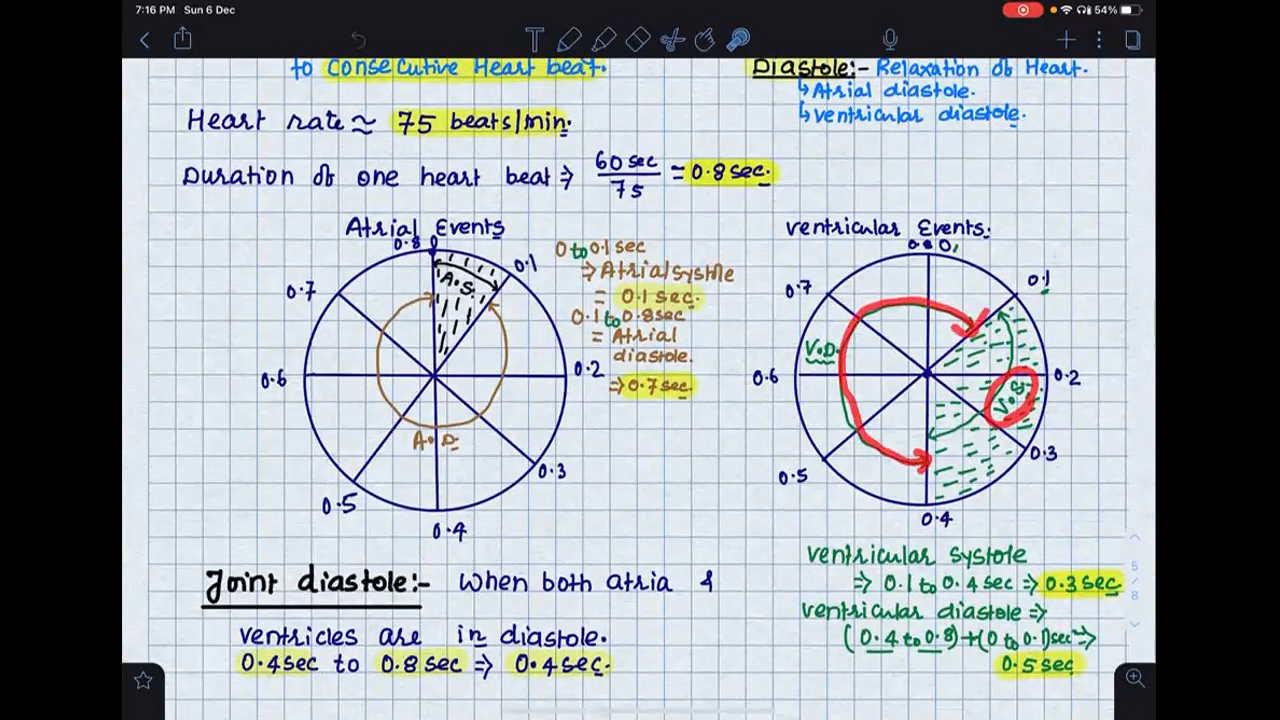 7:16 PM Sun 6 Dec
54%
to Consecutive Heart beat.
Diastole:- Relaxation of Heart.
↳Atrial diastole.
↳ventricular diastole.
Heart rate ≈ 75 beats/min.
Duration of one heart beat ⇒ 60 sec / 75 = 0.8 sec.
Atrial Events
0.8 0
0.1
0.2
0.3
0.4
0.5
0.6
0.7
A.S.
A.D.
0 to 0.1 sec
⇒ Atrial systole
= 0.1 sec.
0.1 to 0.8 sec
= Atrial
diastole.
⇒ 0.7 sec
ventricular Events.
0.8 0
0.1
0.2
0.3
0.4
0.5
0.6
0.7
V.D.
V.S.
Joint diastole:- when both atria &
ventricles are in diastole.
0.4 sec to 0.8 sec ⇒ 0.4 sec.
ventricular systole
⇒ 0.1 to 0.4 sec ⇒ 0.3 sec
ventricular diastole ⇒
(0.4 to 0.8) + (0 to 0.1) sec ⇒
0.5 sec
5
8